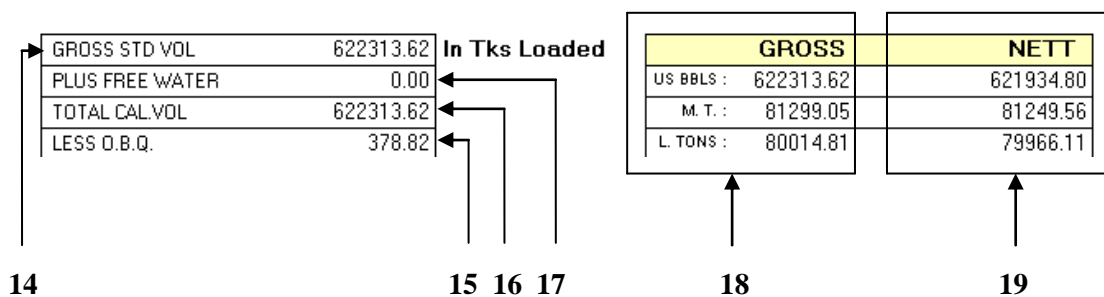 GROSS STD VOL 622313.62 In Tks Loaded
PLUS FREE WATER 0.00
TOTAL CAL.VOL 622313.62
LESS O.B.Q. 378.82
GROSS NETT
US BBLS : 622313.62 621934.80
M. T. : 81299.05 81249.56
L. TONS : 80014.81 79966.11
14 15 16 17 18 19